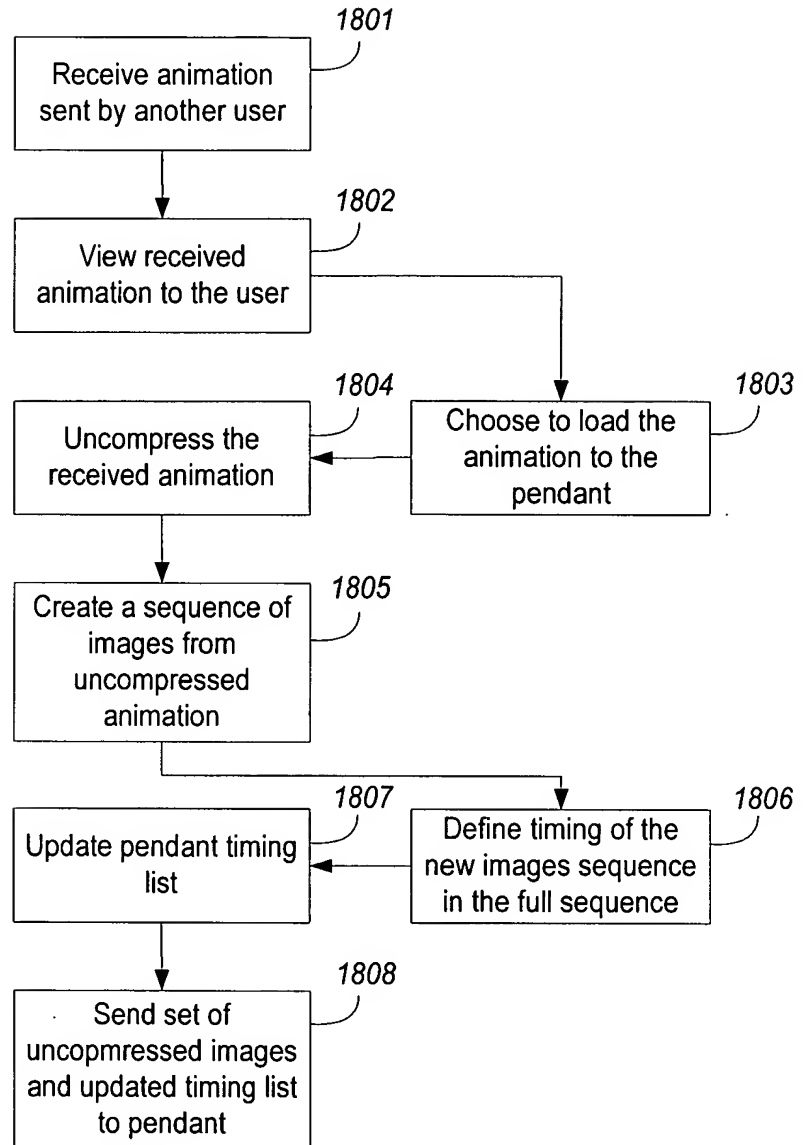 1801
Receive animation
sent by another user
1802
View received
animation to the user
1803
Choose to load the
animation to the
pendant
1804
Uncompress the
received animation
1805
Create a sequence of
images from
uncompressed
animation
1806
Define timing of the
new images sequence
in the full sequence
1807
Update pendant timing
list
1808
Send set of
uncopmressed images
and updated timing list
to pendant